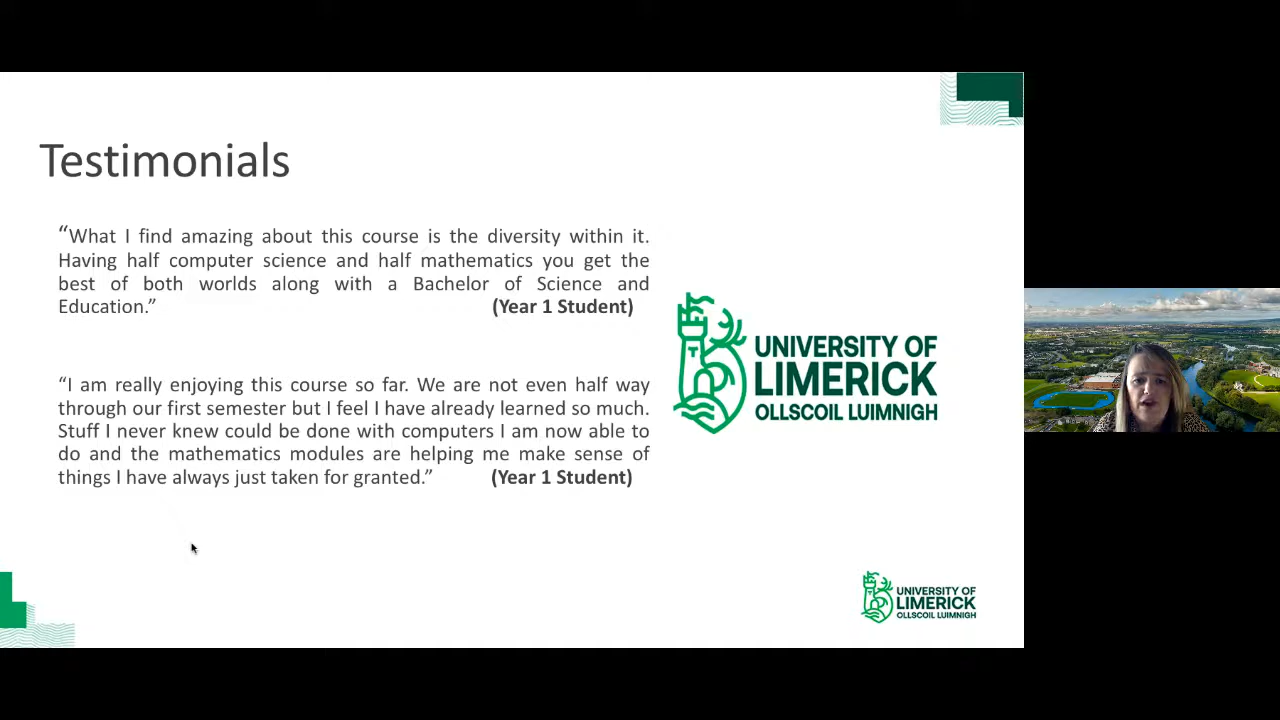 Testimonials
“What I find amazing about this course is the diversity within it.
Having half computer science and half mathematics you get the
best of both worlds along with a Bachelor of Science and
Education.” (Year 1 Student)
“I am really enjoying this course so far. We are not even half way
through our first semester but I feel I have already learned so much.
Stuff I never knew could be done with computers I am now able to
do and the mathematics modules are helping me make sense of
things I have always just taken for granted.” (Year 1 Student)
UNIVERSITY OF
LIMERICK
OLLSCOIL LUIMNIGH
UNIVERSITY OF
LIMERICK
OLLSCOIL LUIMNIGH